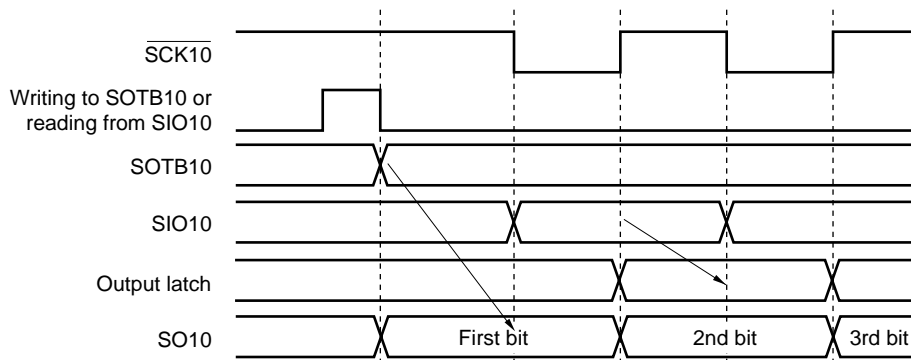 SCK10
Writing to SOTB10 or
reading from SIO10
SOTB10
SIO10
Output latch
SO10
First bit
2nd bit
3rd bit